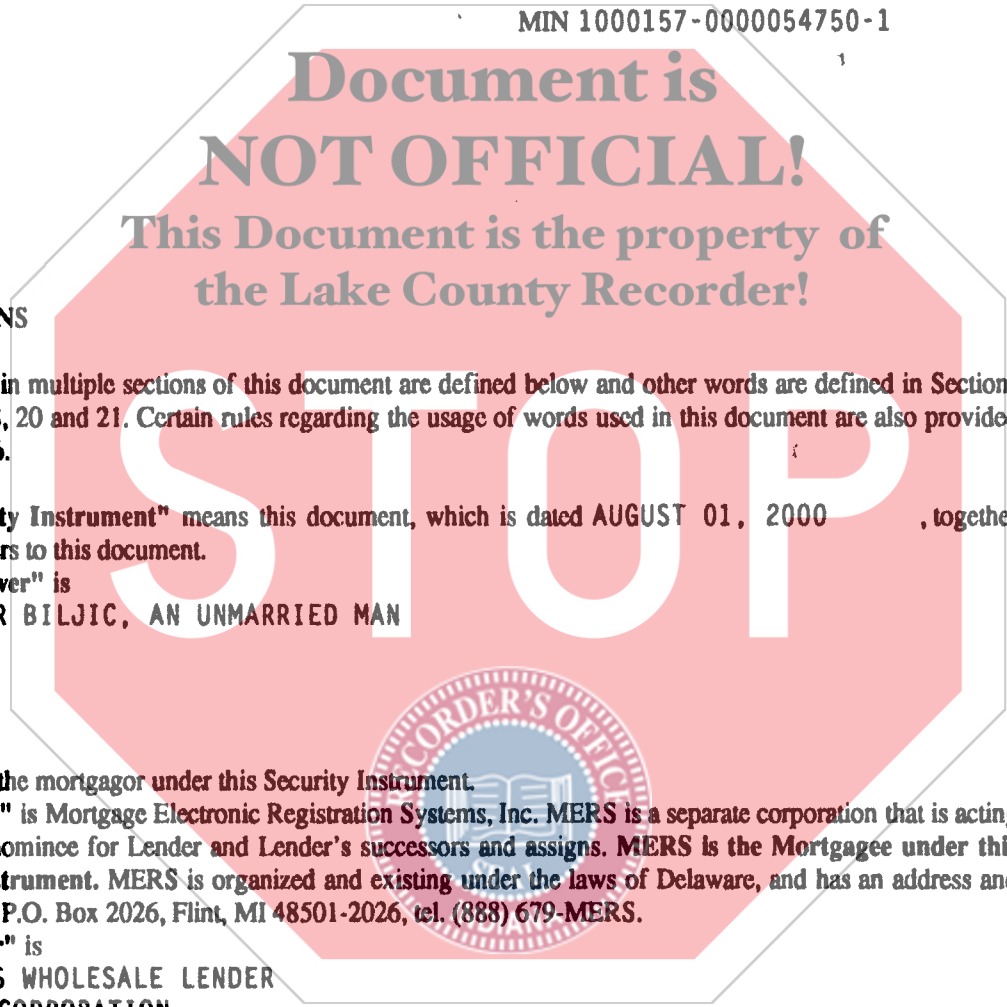 MIN 1000157-0000054750-1
Document is
NOT OFFICIAL!
This Document is the property of
the Lake County Recorder!
NS
in multiple sections of this document are defined below and other words are defined in Section
, 20 and 21. Certain rules regarding the usage of words used in this document are also provide
ty Instrument" means this document, which is dated AUGUST 01, 2000 , togethe
rs to this document.
wer" is
R BILJIC, AN UNMARRIED MAN
STOP
RECORDER'S OFFICE
the mortgagor under this Security Instrument.
" is Mortgage Electronic Registration Systems, Inc. MERS is a separate corporation that is actin
ominee for Lender and Lender's successors and assigns. MERS is the Mortgagee under thi
trument. MERS is organized and existing under the laws of Delaware, and has an address an
P.O. Box 2026, Flint, MI 48501-2026, tel. (888) 679-MERS.
INDIANA
" is
S WHOLESALE LENDER
CORPORATION